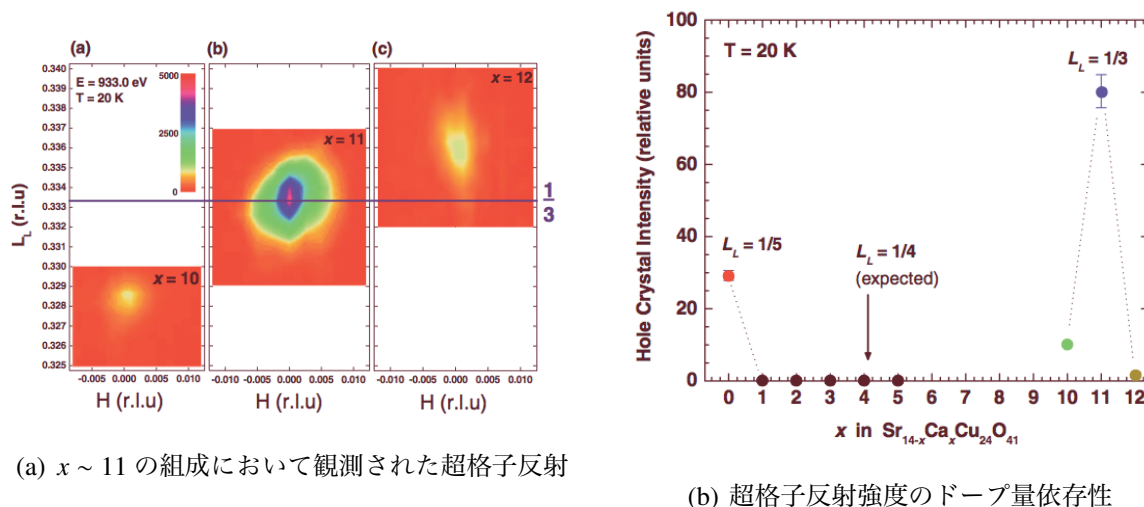 (a)
(b)
(c)
E = 933.0 eV
T = 20 K
5000
2500
0
x = 10
x = 11
x = 12
1
3
0.340
0.339
0.338
0.337
0.336
0.335
0.334
0.333
0.332
0.330
0.328
0.327
0.326
0.325
L_L (r.l.u)
-0.005 0.000 0.005
-0.010 -0.005 0.000 0.005 0.010
-0.010 -0.005 0.000 0.005 0.010
H (r.l.u)
H (r.l.u)
H (r.l.u)
(a) x ~ 11 の組成において観測された超格子反射
Hole Crystal Intensity (relative units)
100
80
60
40
20
0
T = 20 K
L_L = 1/5
L_L = 1/4
(expected)
L_L = 1/3
0 1 2 3 4 5 6 7 8 9 10 11 12
x in Sr14-xCaxCu24O41
(b) 超格子反射強度のドープ量依存性